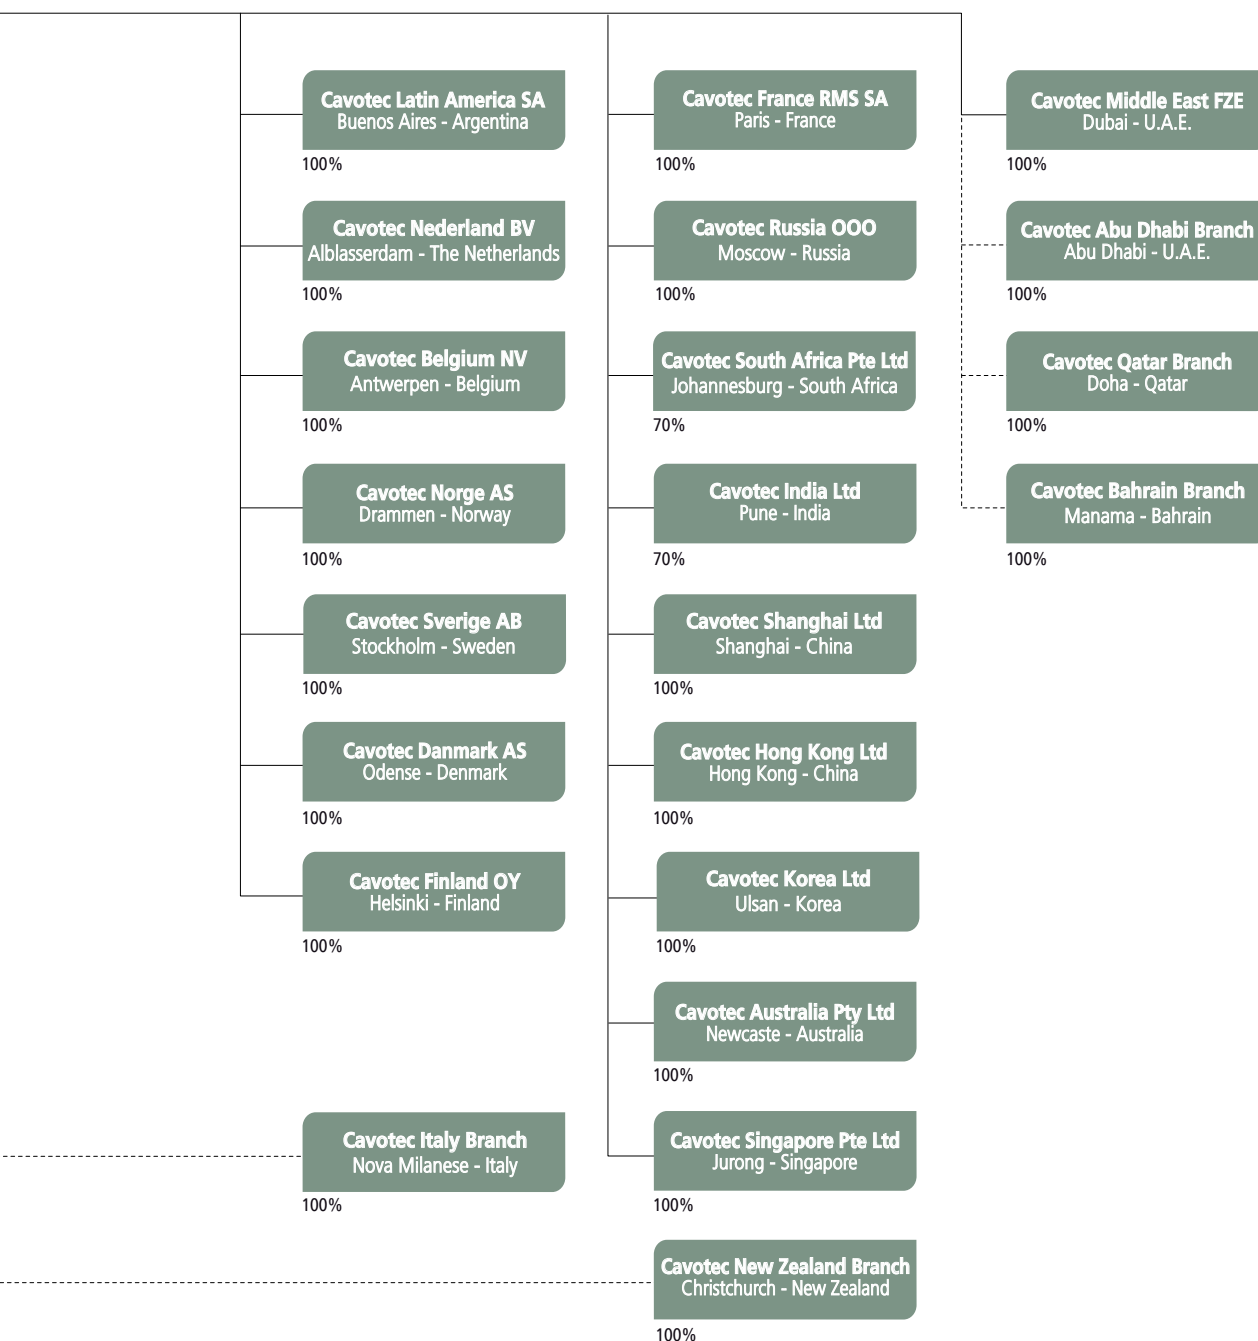 Cavotec Latin America SA
Buenos Aires - Argentina
100%
Cavotec Nederland BV
Alblasserdam - The Netherlands
100%
Cavotec Belgium NV
Antwerpen - Belgium
100%
Cavotec Norge AS
Drammen - Norway
100%
Cavotec Sverige AB
Stockholm - Sweden
100%
Cavotec Danmark AS
Odense - Denmark
100%
Cavotec Finland OY
Helsinki - Finland
100%
Cavotec Italy Branch
Nova Milanese - Italy
100%
Cavotec France RMS SA
Paris - France
100%
Cavotec Russia OOO
Moscow - Russia
100%
Cavotec South Africa Pte Ltd
Johannesburg - South Africa
70%
Cavotec India Ltd
Pune - India
70%
Cavotec Shanghai Ltd
Shanghai - China
100%
Cavotec Hong Kong Ltd
Hong Kong - China
100%
Cavotec Korea Ltd
Ulsan - Korea
100%
Cavotec Australia Pty Ltd
Newcaste - Australia
100%
Cavotec Singapore Pte Ltd
Jurong - Singapore
100%
Cavotec New Zealand Branch
Christchurch - New Zealand
100%
Cavotec Middle East FZE
Dubai - U.A.E.
100%
Cavotec Abu Dhabi Branch
Abu Dhabi - U.A.E.
100%
Cavotec Qatar Branch
Doha - Qatar
100%
Cavotec Bahrain Branch
Manama - Bahrain
100%